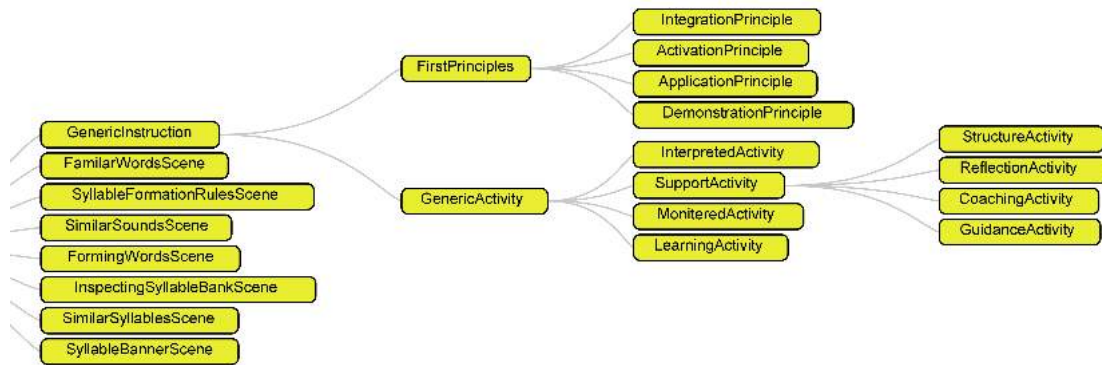 GenericInstruction
FamilarWordsScene
SyllableFormationRulesScene
SimilarSoundsScene
FormingWordsScene
InspectingSyllableBankScene
SimilarSyllablesScene
SyllableBannerScene
FirstPrinciples
GenericActivity
IntegrationPrinciple
ActivationPrinciple
ApplicationPrinciple
DemonstrationPrinciple
InterpretedActivity
SupportActivity
MoniteredActivity
LearningActivity
StructureActivity
ReflectionActivity
CoachingActivity
GuidanceActivity